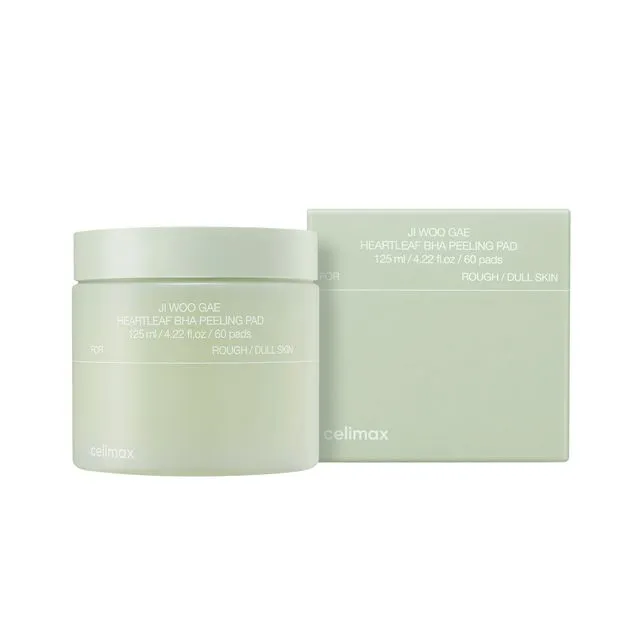 JI WOO GAE
HEARTLEAF BHA PEELING PAD
125 ml / 4.22 fl.oz / 60 pads
FOR ROUGH / DULL SKIN
celimax
JI WOO GAE
HEARTLEAF BHA PEELING PAD
125 ml / 4.22 fl.oz / 60 pads
FOR ROUGH / DULL SKIN
celimax